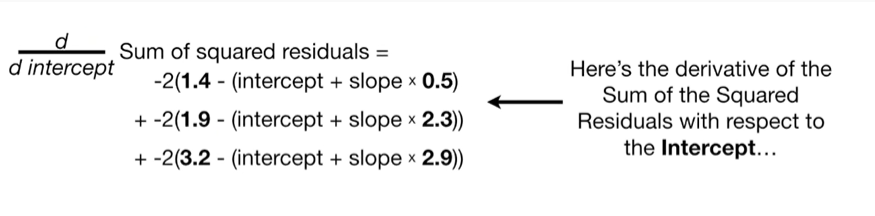 d
d intercept
Sum of squared residuals =
-2(1.4 - (intercept + slope × 0.5)
+ -2(1.9 - (intercept + slope × 2.3))
+ -2(3.2 - (intercept + slope × 2.9))
Here's the derivative of the
Sum of the Squared
Residuals with respect to
the Intercept…